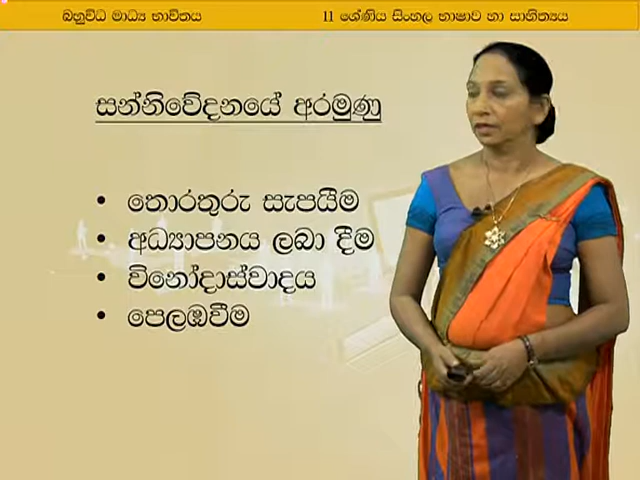 බහුවිධ මාධ්‍ය භාවිතය
11 ශ්‍රේණිය සිංහල භාෂාව හා සාහිත්‍යය
සන්නිවේදනයේ අරමුණු
• තොරතුරු සැපයීම
• අධ්‍යාපනය ලබා දීම
• විනෝදාස්වාදය
• පෙලඹවීම